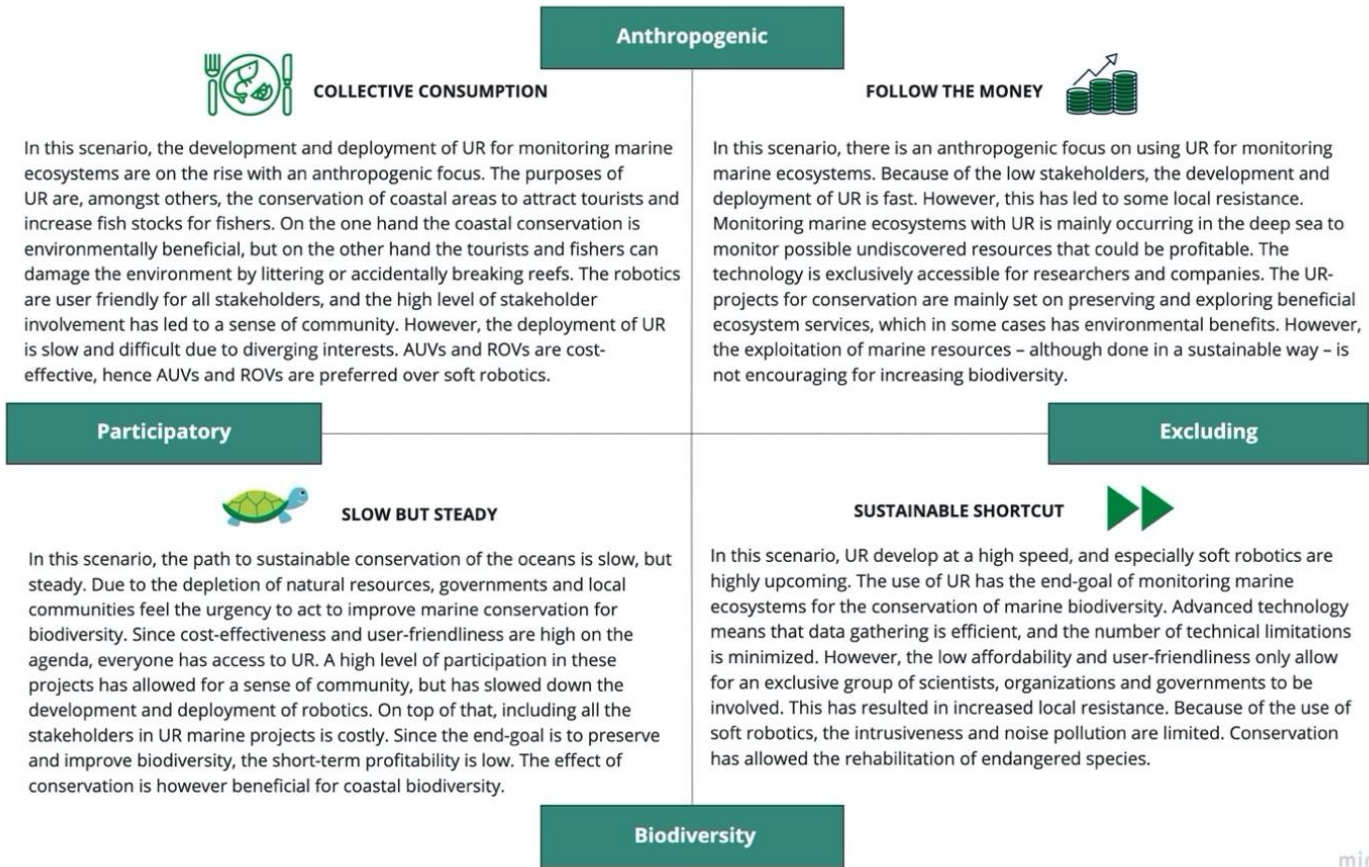 Anthropogenic
COLLECTIVE CONSUMPTION
In this scenario, the development and deployment of UR for monitoring marine
ecosystems are on the rise with an anthropogenic focus. The purposes of
UR are, amongst others, the conservation of coastal areas to attract tourists and
increase fish stocks for fishers. On the one hand the coastal conservation is
environmentally beneficial, but on the other hand the tourists and fishers can
damage the environment by littering or accidentally breaking reefs. The robotics
are user friendly for all stakeholders, and the high level of stakeholder
involvement has led to a sense of community. However, the deployment of UR
is slow and difficult due to diverging interests. AUVs and ROVs are cost-
effective, hence AUVs and ROVs are preferred over soft robotics.
FOLLOW THE MONEY
In this scenario, there is an anthropogenic focus on using UR for monitoring
marine ecosystems. Because of the low stakeholders, the development and
deployment of UR is fast. However, this has led to some local resistance.
Monitoring marine ecosystems with UR is mainly occurring in the deep sea to
monitor possible undiscovered resources that could be profitable. The
technology is exclusively accessible for researchers and companies. The UR-
projects for conservation are mainly set on preserving and exploring beneficial
ecosystem services, which in some cases has environmental benefits. However,
the exploitation of marine resources – although done in a sustainable way – is
not encouraging for increasing biodiversity.
Participatory
Excluding
SLOW BUT STEADY
In this scenario, the path to sustainable conservation of the oceans is slow, but
steady. Due to the depletion of natural resources, governments and local
communities feel the urgency to act to improve marine conservation for
biodiversity. Since cost-effectiveness and user-friendliness are high on the
agenda, everyone has access to UR. A high level of participation in these
projects has allowed for a sense of community, but has slowed down the
development and deployment of robotics. On top of that, including all the
stakeholders in UR marine projects is costly. Since the end-goal is to preserve
and improve biodiversity, the short-term profitability is low. The effect of
conservation is however beneficial for coastal biodiversity.
SUSTAINABLE SHORTCUT
In this scenario, UR develop at a high speed, and especially soft robotics are
highly upcoming. The use of UR has the end-goal of monitoring marine
ecosystems for the conservation of marine biodiversity. Advanced technology
means that data gathering is efficient, and the number of technical limitations
is minimized. However, the low affordability and user-friendliness only allow
for an exclusive group of scientists, organizations and governments to be
involved. This has resulted in increased local resistance. Because of the use of
soft robotics, the intrusiveness and noise pollution are limited. Conservation
has allowed the rehabilitation of endangered species.
Biodiversity